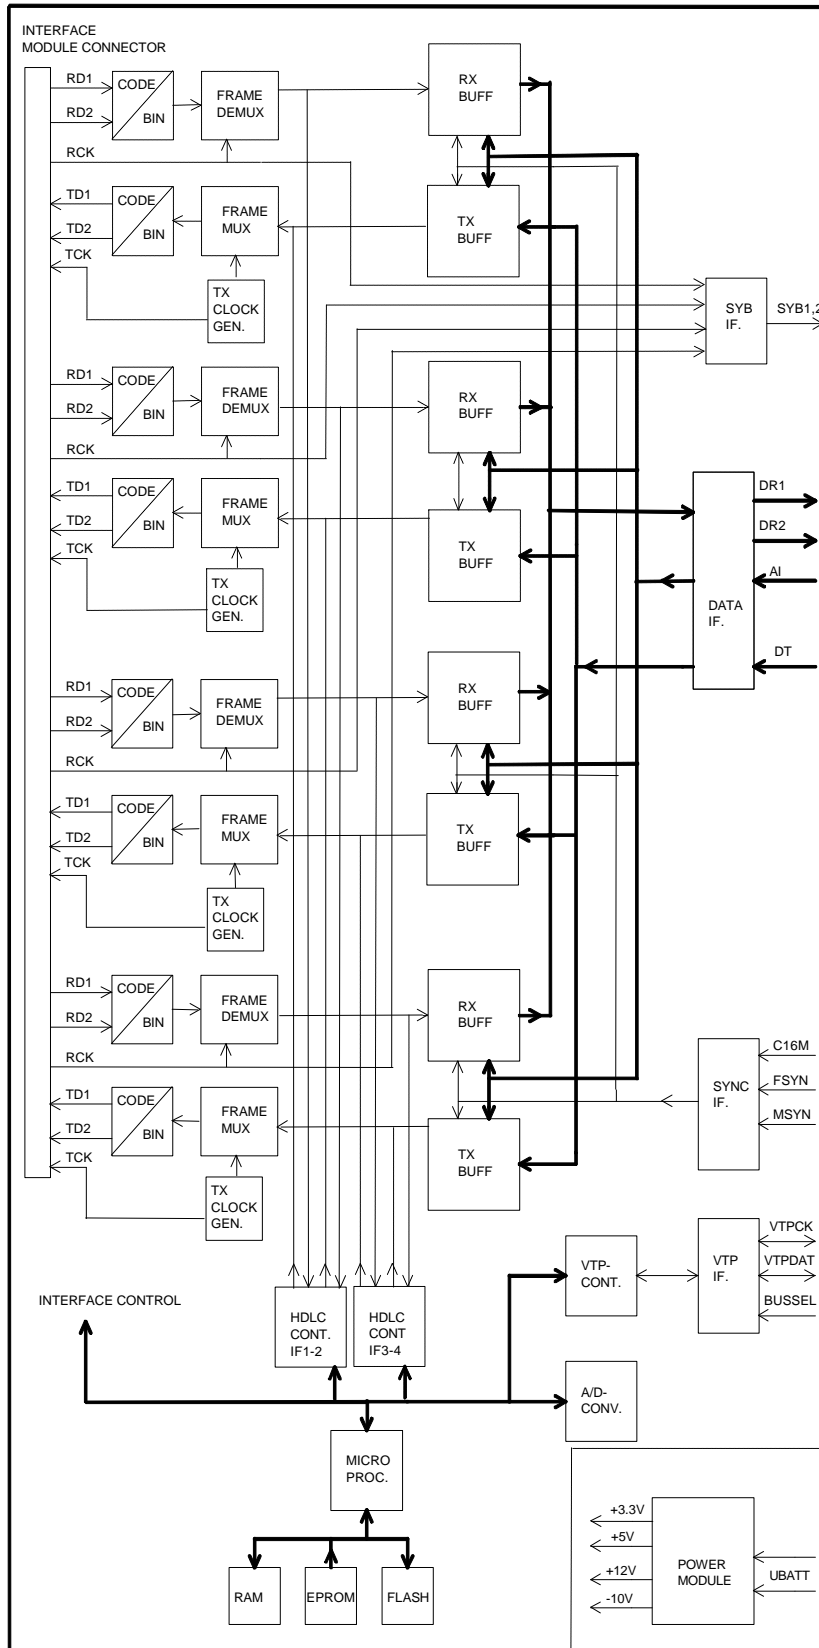 INTERFACE
MODULE CONNECTOR
RD1
CODE
BIN
RD2
FRAME
DEMUX
RX
BUFF
RCK
TD1
CODE
BIN
TD2
FRAME
MUX
TX
BUFF
TCK
TX
CLOCK
GEN.
SYB
IF.
SYB1,2
RD1
CODE
BIN
RD2
FRAME
DEMUX
RX
BUFF
RCK
TD1
CODE
BIN
TD2
FRAME
MUX
TX
BUFF
TCK
TX
CLOCK
GEN.
DATA
IF.
DR1
DR2
AI
DT
RD1
CODE
BIN
RD2
FRAME
DEMUX
RX
BUFF
RCK
TD1
CODE
BIN
TD2
FRAME
MUX
TX
BUFF
TCK
TX
CLOCK
GEN.
RD1
CODE
BIN
RD2
FRAME
DEMUX
RX
BUFF
RCK
TD1
CODE
BIN
TD2
FRAME
MUX
TX
BUFF
TCK
TX
CLOCK
GEN.
SYNC
IF.
C16M
FSYN
MSYN
VTP-
CONT.
VTP
IF.
VTPCK
VTPDAT
BUSSEL
INTERFACE CONTROL
HDLC
CONT.
IF1-2
HDLC
CONT
IF3-4
A/D-
CONV.
MICRO
PROC.
RAM
EPROM
FLASH
+3.3V
+5V
+12V
-10V
POWER
MODULE
UBATT